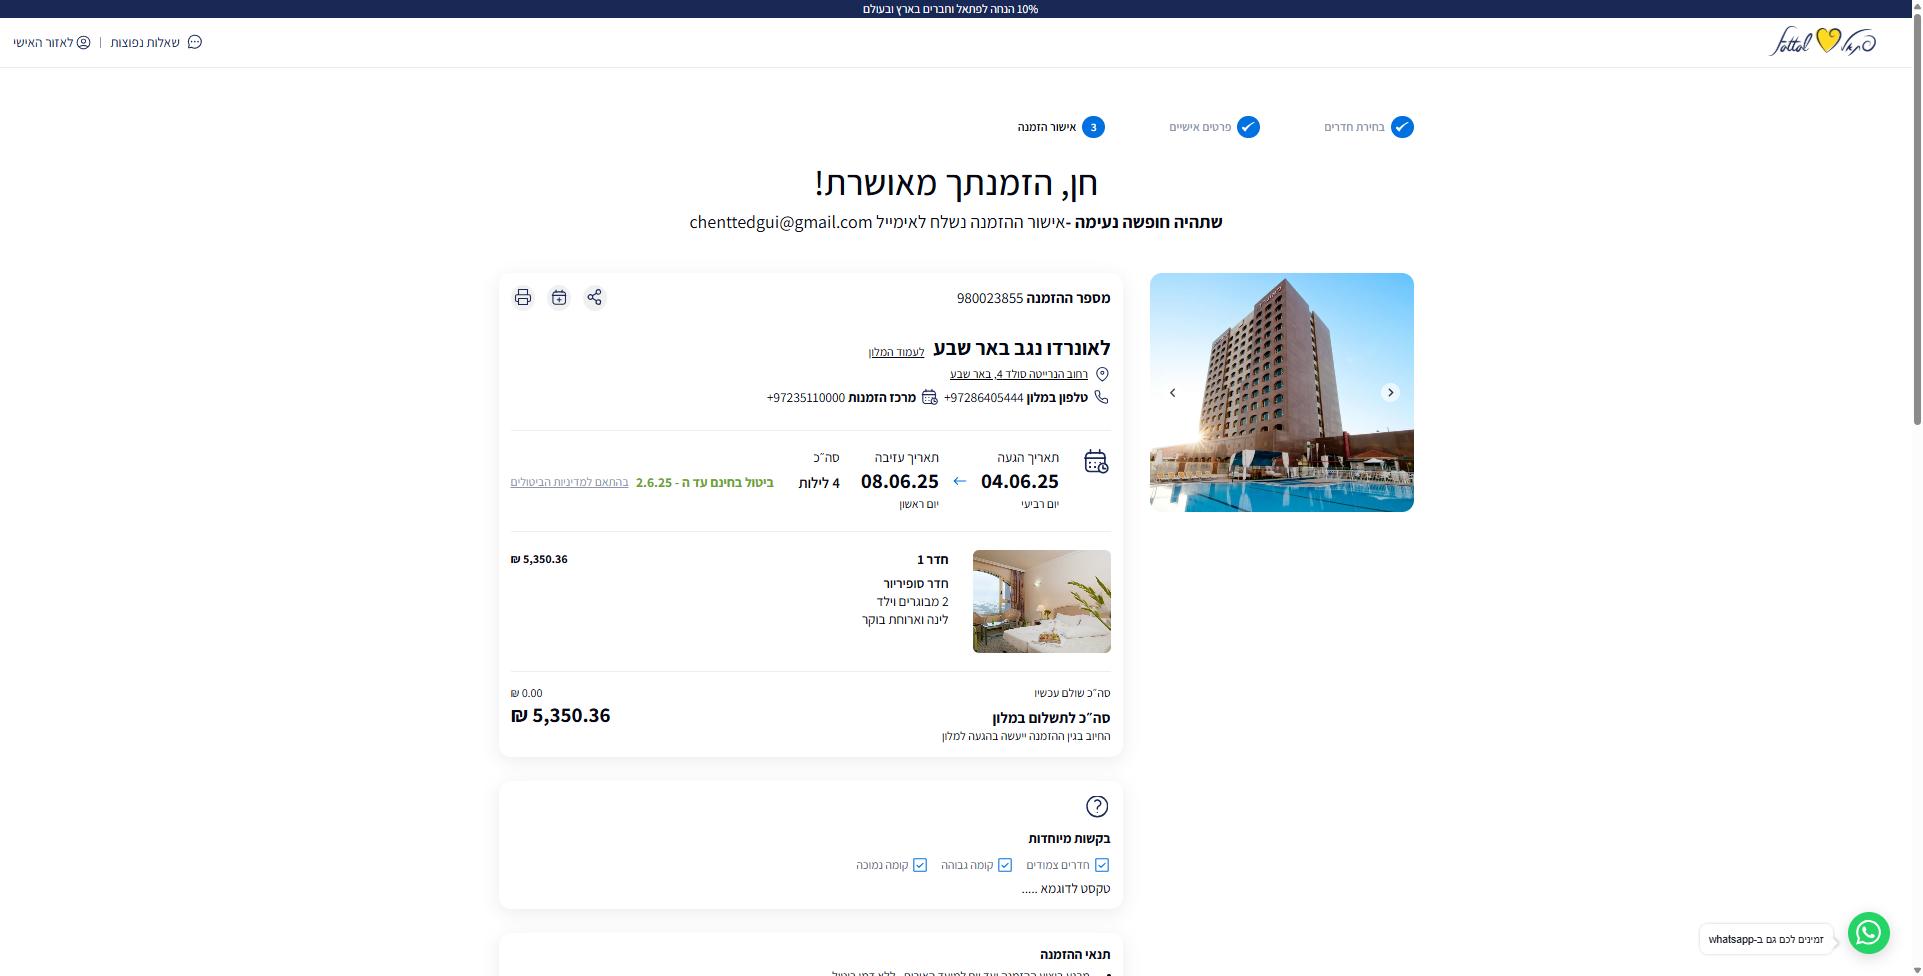 10% הנחה לפתאל וחברים בארץ ובעולם
פתאל fattal
שאלות נפוצות | לאזור האישי
בחירת חדרים
פרטים אישיים
3 אישור הזמנה
חן, הזמנתך מאושרת!
שתהיה חופשה נעימה -אישור ההזמנה נשלח לאימייל chenttedgui@gmail.com
מספר ההזמנה 980023855
לאונרדו נגב באר שבע לעמוד המלון
רחוב הנרייטה סולד 4, באר שבע
טלפון במלון 97286405444+ מרכז הזמנות 97235110000+
תאריך הגעה תאריך עזיבה סה״כ
04.06.25 08.06.25 4 לילות ביטול בחינם עד ה - 2.6.25 בהתאם למדיניות הביטולים
יום רביעי יום ראשון
חדר 1 5,350.36 ₪
חדר סופיריור
2 מבוגרים וילד
לינה וארוחת בוקר
סה״כ שולם עכשיו 0.00 ₪
סה״כ לתשלום במלון 5,350.36 ₪
החיוב בגין ההזמנה ייעשה בהגעה למלון
בקשות מיוחדות
חדרים צמודים קומה גבוהה קומה נמוכה
טקסט לדוגמא .....
תנאי ההזמנה
זמינים לכם גם ב-whatsapp